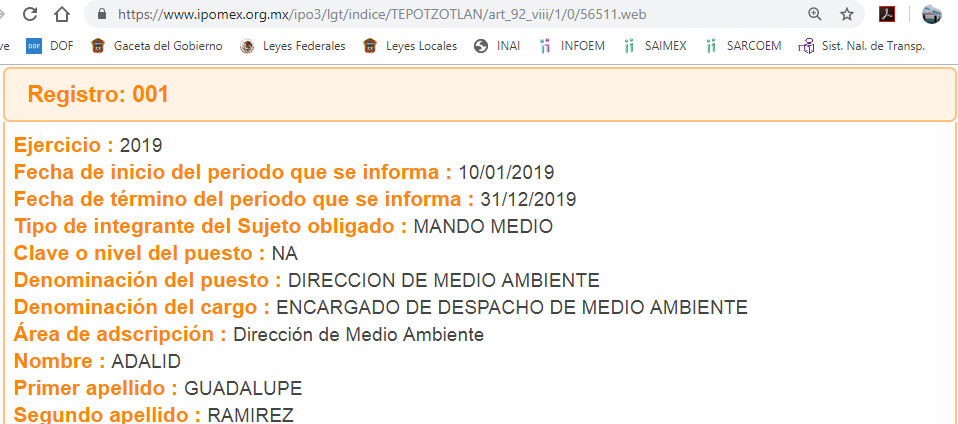 https://www.ipomex.org.mx/ipo3/lgt/indice/TEPOTZOTLAN/art_92_viii/1/0/56511.web
ve DOF DOF Gaceta del Gobierno Leyes Federales Leyes Locales INAI INFOEM SAIMEX SARCOEM Sist. Nal. de Transp.
Registro: 001
Ejercicio : 2019
Fecha de inicio del periodo que se informa : 10/01/2019
Fecha de término del periodo que se informa : 31/12/2019
Tipo de integrante del Sujeto obligado : MANDO MEDIO
Clave o nivel del puesto : NA
Denominación del puesto : DIRECCION DE MEDIO AMBIENTE
Denominación del cargo : ENCARGADO DE DESPACHO DE MEDIO AMBIENTE
Área de adscripción : Dirección de Medio Ambiente
Nombre : ADALID
Primer apellido : GUADALUPE
Segundo apellido : RAMIREZ